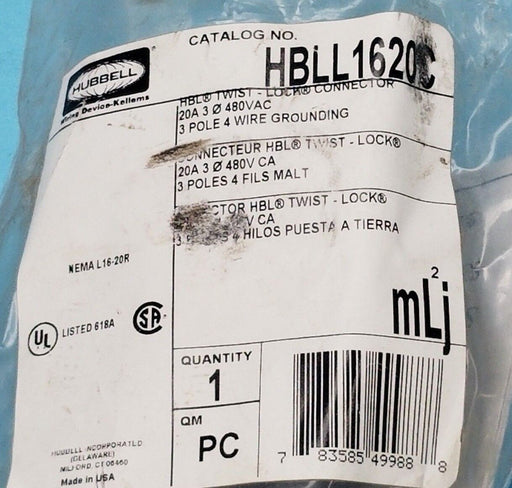 CATALOG NO.
HBLL1620C
HUBBELL
Wiring Device-Kellems
HBL® TWIST - LOCK® CONNECTOR
20A 3 Ø 480VAC
3 POLE 4 WIRE GROUNDING
CONNECTEUR HBL® TWIST - LOCK®
20A 3 Ø 480V CA
3 POLES 4 FILS MALT
HBL® TWIST - LOCK®
V CA
4 HILOS PUESTA A TIERRA
NEMA L16-20R
UL LISTED 618A
SA
2
mLj
QUANTITY
1
QM
PC
HUBBELL INCORPORATED
(DELAWARE)
MILFORD, CT 06460
Made in USA
7 83585 49988 8